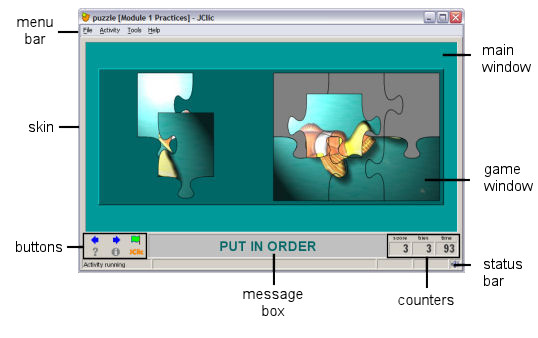 puzzle [Module 1 Practices] - JClic
menu
bar
File Activity Tools Help
main
window
skin
game
window
buttons
JClic
PUT IN ORDER
score tries time
3 3 93
Activity running
status
bar
message
box
counters